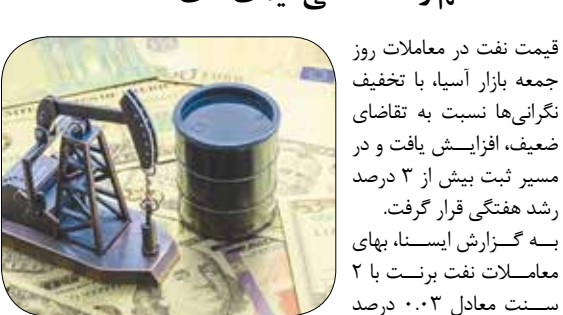 قیمت نفت در معاملات روز
جمعه بازار آسیا، با تخفیف
نگرانی‌ها نسبت به تقاضای
ضعیف، افزایش یافت و در
مسیر ثبت بیش از ۳ درصد
رشد هفتگی قرار گرفت.
به گزارش ایسنا، بهای
معاملات نفت برنت با ۲
سنت معادل ۰.۰۳ درصد